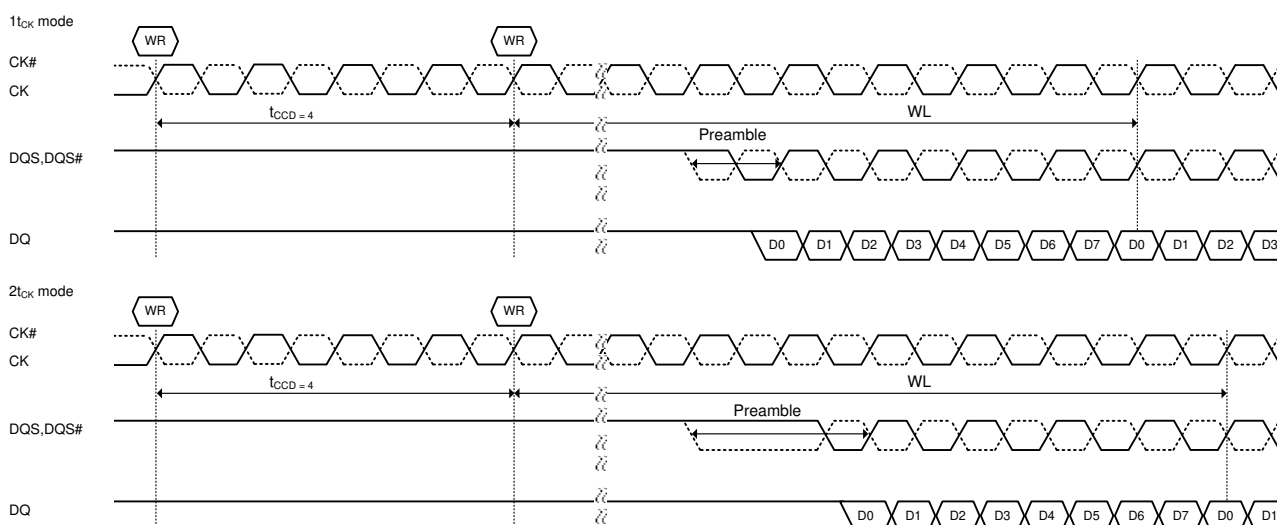 1tCK mode
WR WR
CK#
CK
tCCD = 4 WL
Preamble
DQS,DQS#
DQ D0 D1 D2 D3 D4 D5 D6 D7 D0 D1 D2 D3
2tCK mode
WR WR
CK#
CK
tCCD = 4 WL
Preamble
DQS,DQS#
DQ D0 D1 D2 D3 D4 D5 D6 D7 D0 D1